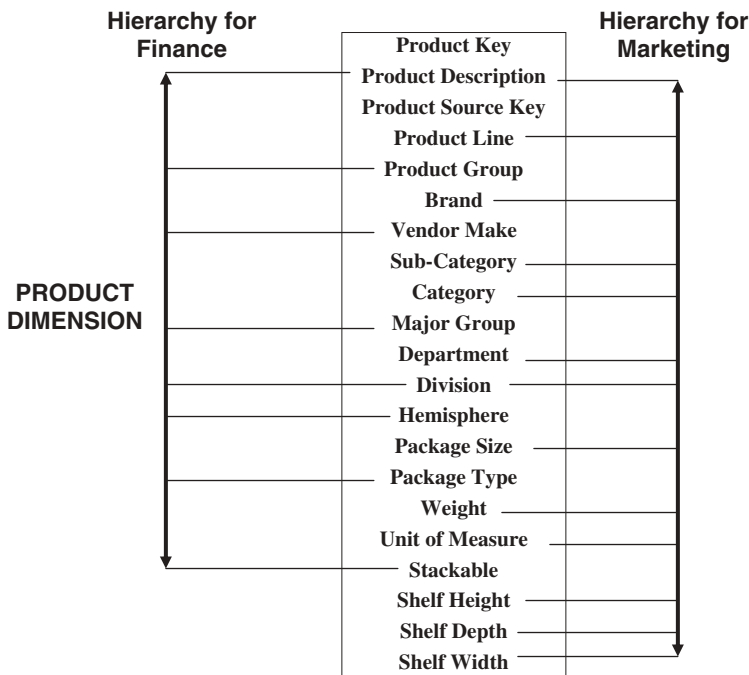 Hierarchy for
Finance
Hierarchy for
Marketing
PRODUCT
DIMENSION
Product Key
Product Description
Product Source Key
Product Line
Product Group
Brand
Vendor Make
Sub-Category
Category
Major Group
Department
Division
Hemisphere
Package Size
Package Type
Weight
Unit of Measure
Stackable
Shelf Height
Shelf Depth
Shelf Width